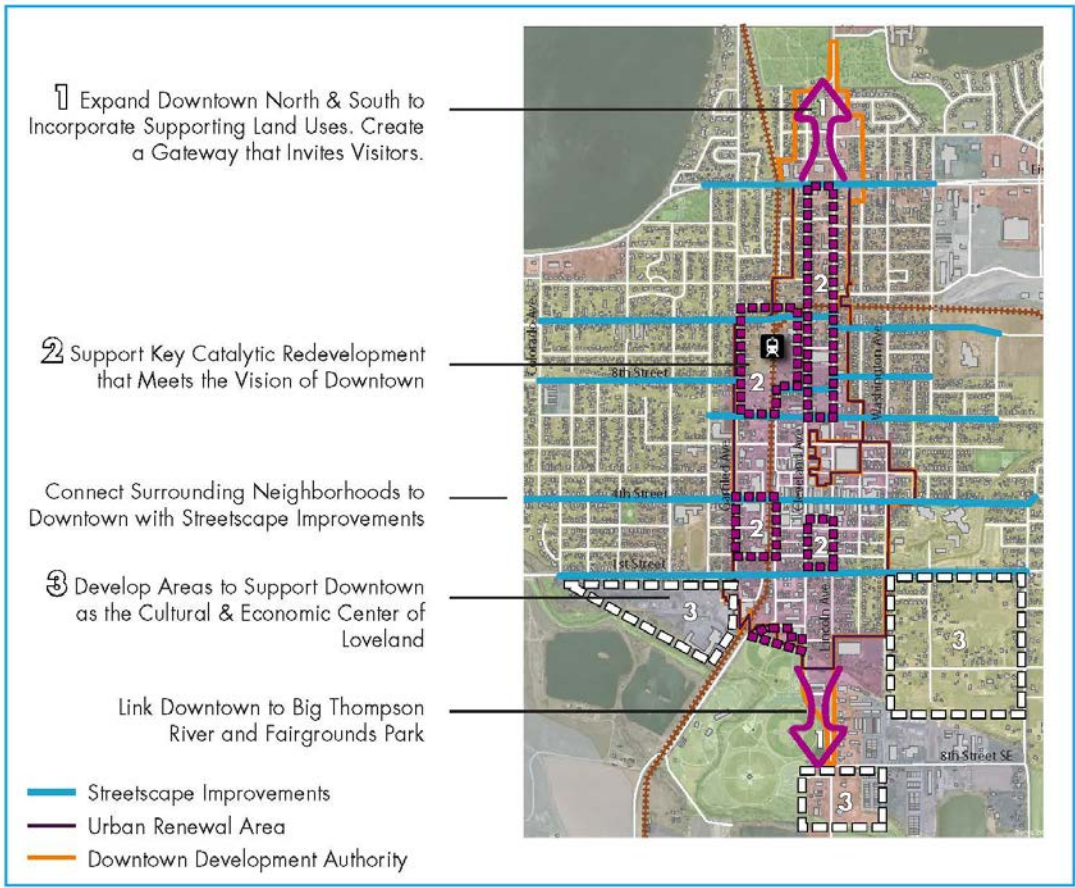 1 Expand Downtown North & South to
Incorporate Supporting Land Uses. Create
a Gateway that Invites Visitors.
2 Support Key Catalytic Redevelopment
that Meets the Vision of Downtown
Connect Surrounding Neighborhoods to
Downtown with Streetscape Improvements
3 Develop Areas to Support Downtown
as the Cultural & Economic Center of
Loveland
Link Downtown to Big Thompson
River and Fairgrounds Park
Streetscape Improvements
Urban Renewal Area
Downtown Development Authority
1
2
Colorado Ave
Washington Ave
8th Street
2
Garfiled Ave
Cleveland Ave
4th Street
2
2
1st Street
3
Lincoln Ave
3
1
8th Street SE
3